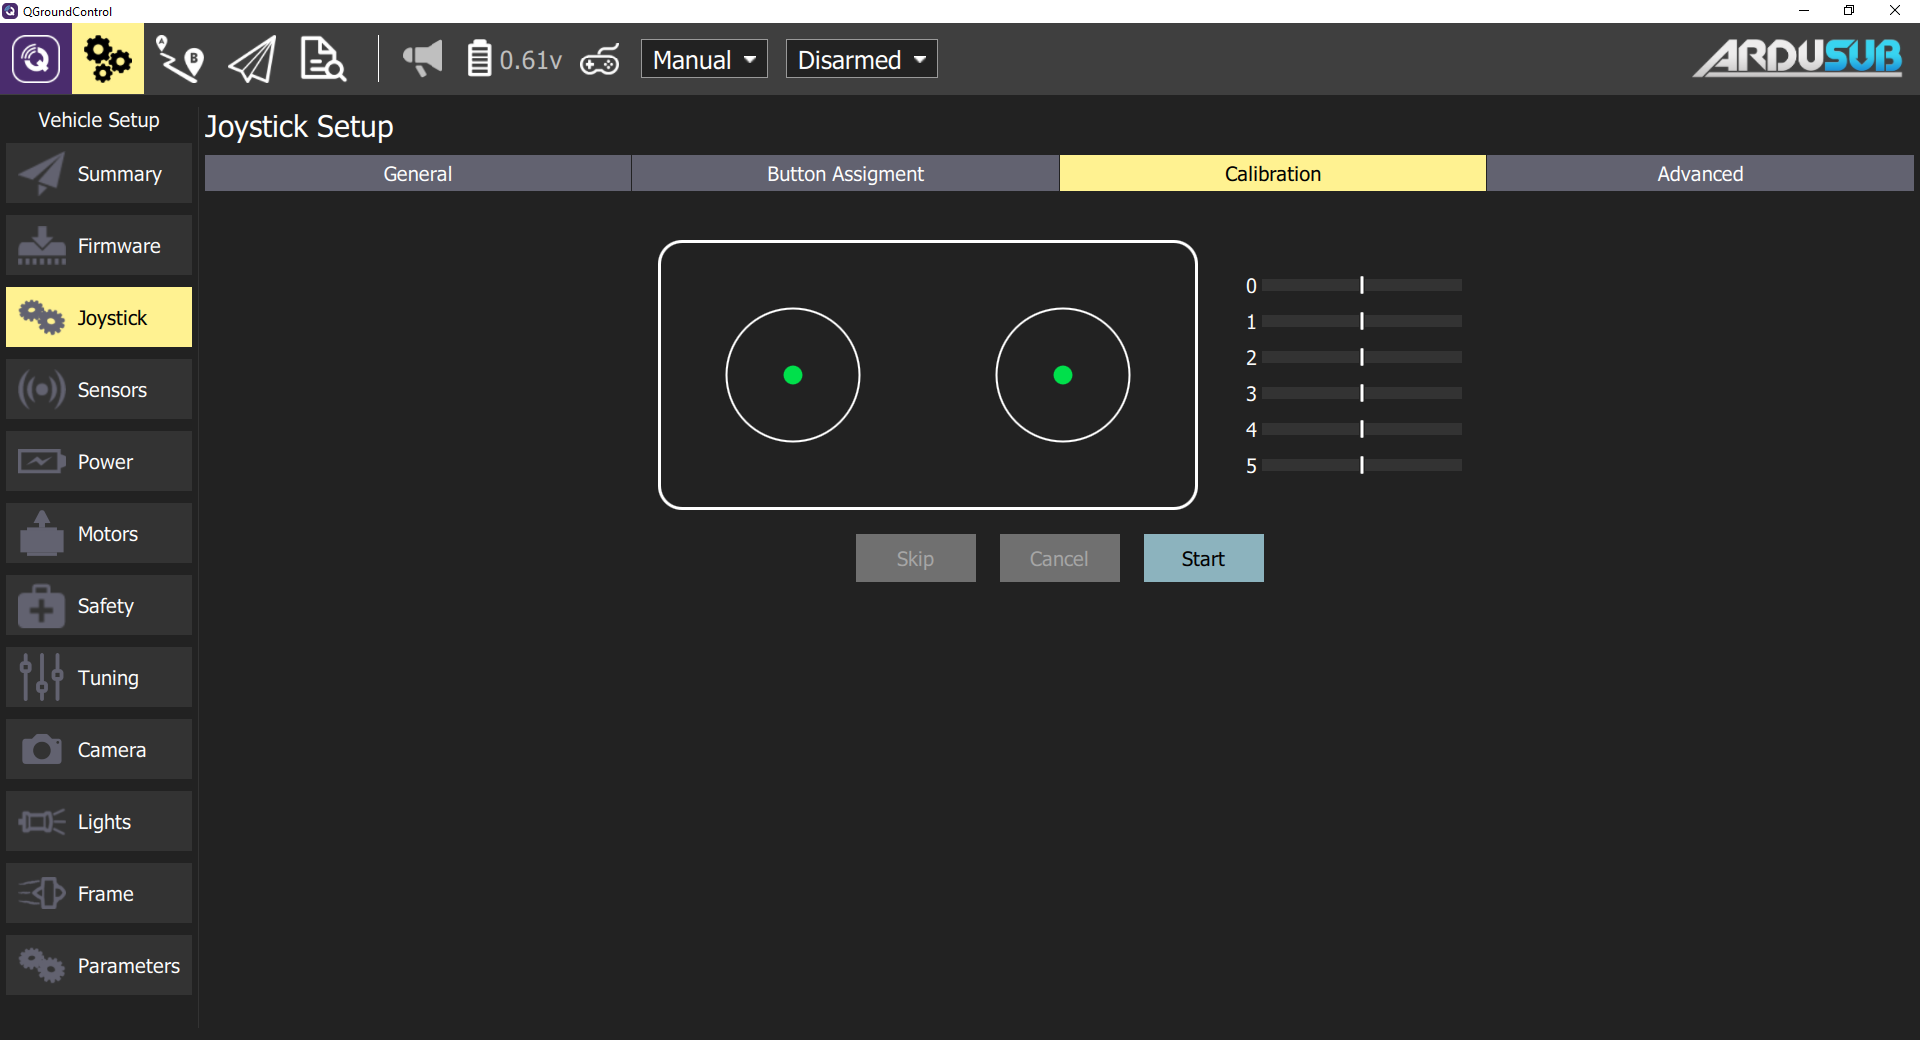 QGroundControl
0.61v
Manual
Disarmed
ARDUSUB
Vehicle Setup
Summary
Firmware
Joystick
Sensors
Power
Motors
Safety
Tuning
Camera
Lights
Frame
Parameters
Joystick Setup
General
Button Assigment
Calibration
Advanced
0
1
2
3
4
5
Skip
Cancel
Start